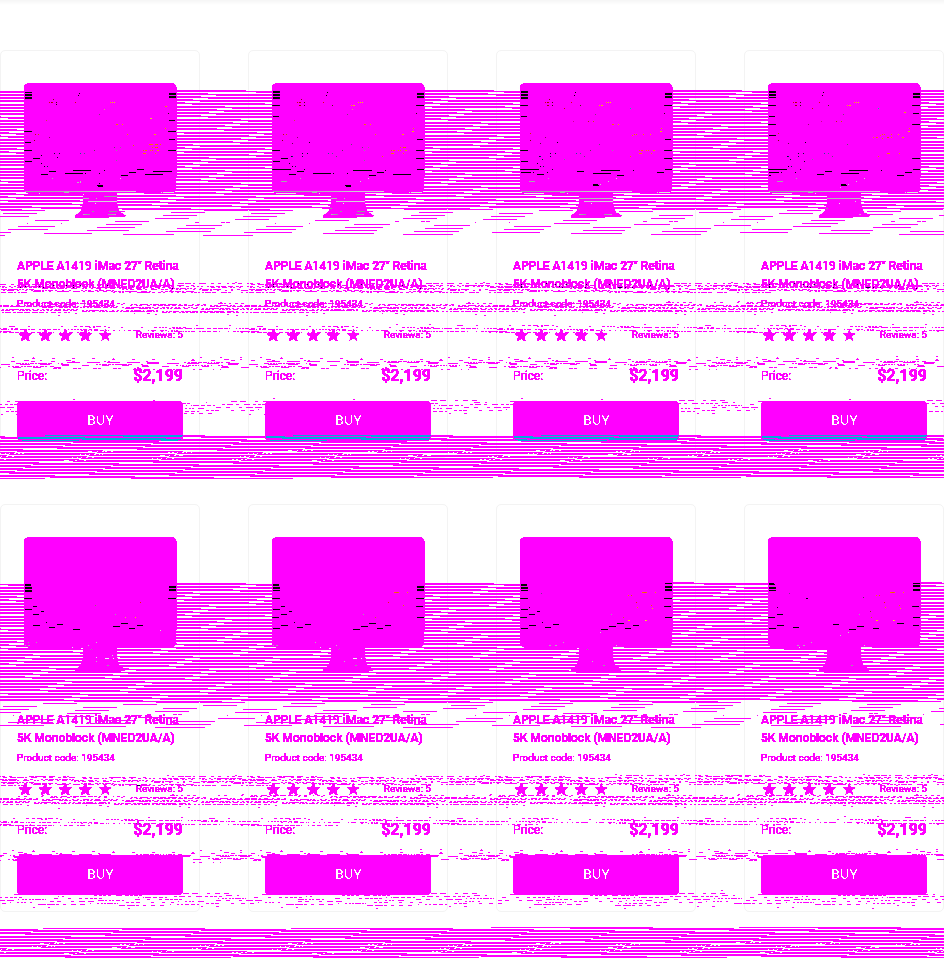 APPLE A1419 iMac 27" Retina
5K Monoblock (MNED2UA/A)
Product code: 195434
Reviews: 5
Price: $2,199
BUY
APPLE A1419 iMac 27" Retina
5K Monoblock (MNED2UA/A)
Product code: 195434
Reviews: 5
Price: $2,199
BUY
APPLE A1419 iMac 27" Retina
5K Monoblock (MNED2UA/A)
Product code: 195434
Reviews: 5
Price: $2,199
BUY
APPLE A1419 iMac 27" Retina
5K Monoblock (MNED2UA/A)
Product code: 195434
Reviews: 5
Price: $2,199
BUY
APPLE A1419 iMac 27" Retina
5K Monoblock (MNED2UA/A)
Product code: 195434
Reviews: 5
Price: $2,199
BUY
APPLE A1419 iMac 27" Retina
5K Monoblock (MNED2UA/A)
Product code: 195434
Reviews: 5
Price: $2,199
BUY
APPLE A1419 iMac 27" Retina
5K Monoblock (MNED2UA/A)
Product code: 195434
Reviews: 5
Price: $2,199
BUY
APPLE A1419 iMac 27" Retina
5K Monoblock (MNED2UA/A)
Product code: 195434
Reviews: 5
Price: $2,199
BUY